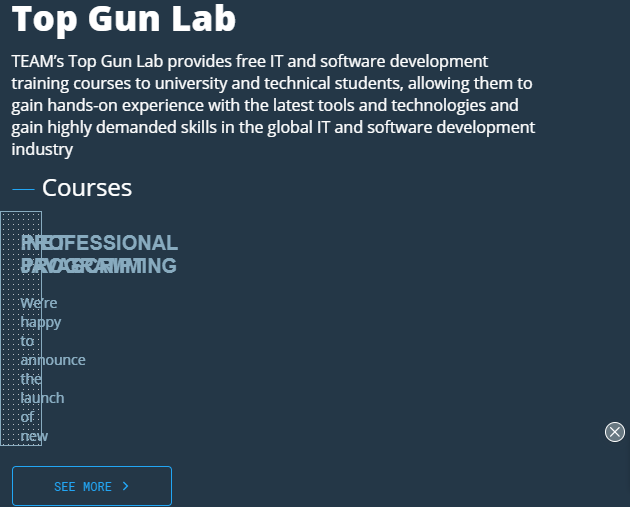 Top Gun Lab
TEAM’s Top Gun Lab provides free IT and software development
training courses to university and technical students, allowing them to
gain hands-on experience with the latest tools and technologies and
gain highly demanded skills in the global IT and software development
industry
Courses
PROFESSIONAL
We’re
happy
to
announce
the
launch
of
new
SEE MORE